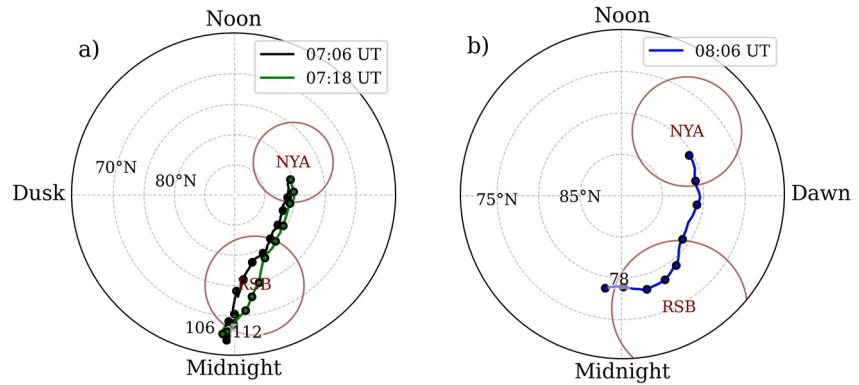 Noon
a)
07:06 UT
07:18 UT
NYA
70°N
80°N
Dusk
RSB
106
112
Midnight
Noon
b)
08:06 UT
NYA
75°N
85°N
Dawn
78
RSB
Midnight